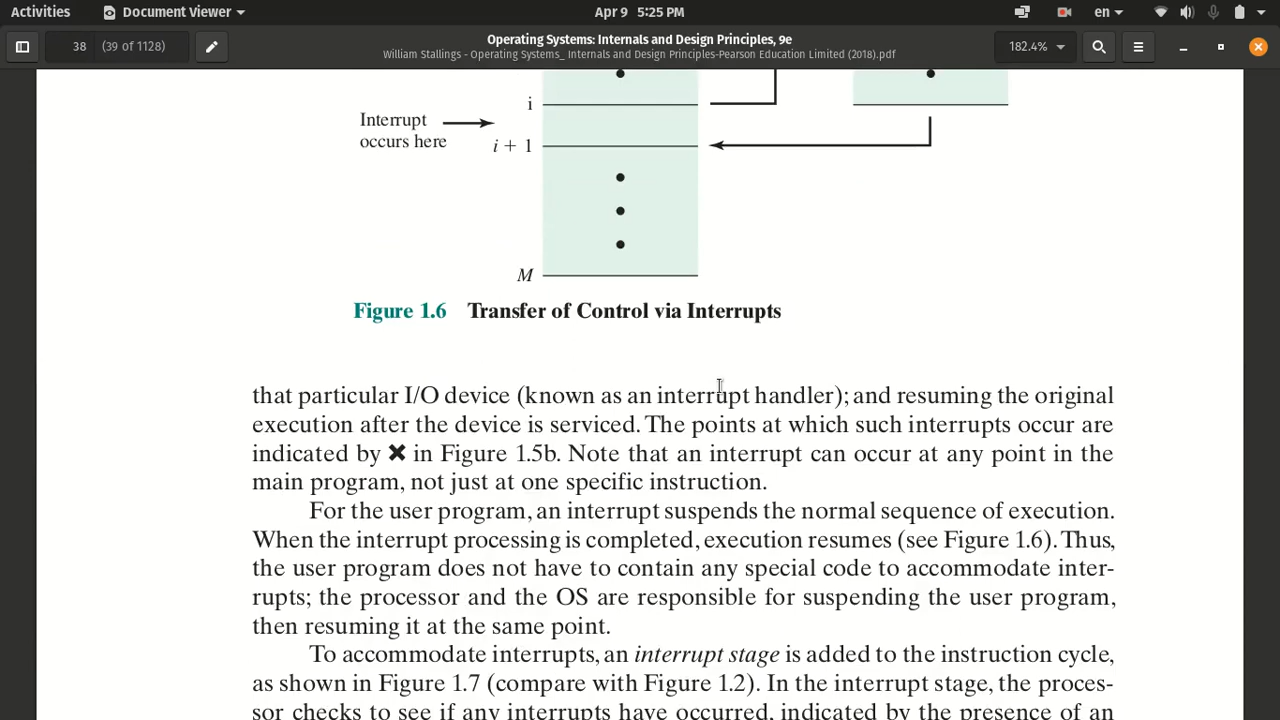 Activities Document Viewer Apr 9 5:25 PM en
38 (39 of 1128) Operating Systems: Internals and Design Principles, 9e 182.4%
William Stallings - Operating Systems_ Internals and Design Principles-Pearson Education Limited (2018).pdf
i
Interrupt
occurs here
i + 1
M
Figure 1.6 Transfer of Control via Interrupts
that particular I/O device (known as an interrupt handler); and resuming the original
execution after the device is serviced. The points at which such interrupts occur are
indicated by ✖ in Figure 1.5b. Note that an interrupt can occur at any point in the
main program, not just at one specific instruction.
For the user program, an interrupt suspends the normal sequence of execution.
When the interrupt processing is completed, execution resumes (see Figure 1.6). Thus,
the user program does not have to contain any special code to accommodate inter-
rupts; the processor and the OS are responsible for suspending the user program,
then resuming it at the same point.
To accommodate interrupts, an interrupt stage is added to the instruction cycle,
as shown in Figure 1.7 (compare with Figure 1.2). In the interrupt stage, the proces-
sor checks to see if any interrupts have occurred, indicated by the presence of an